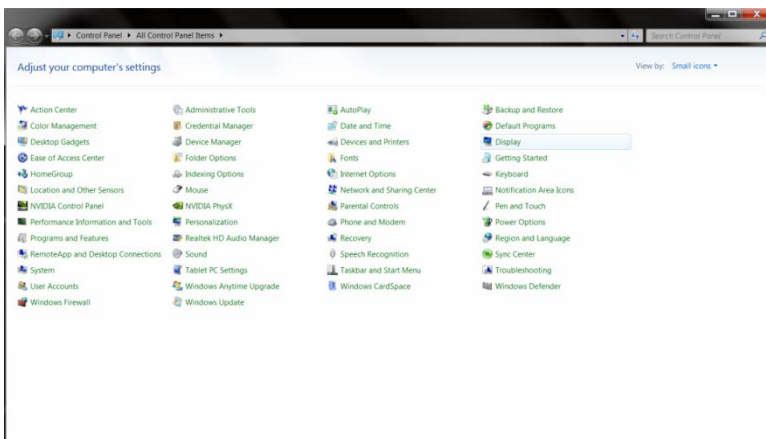 Control Panel All Control Panel Items
Search Control Panel
Adjust your computer's settings
View by: Small icons
Action Center Administrative Tools AutoPlay Backup and Restore
Color Management Credential Manager Date and Time Default Programs
Desktop Gadgets Device Manager Devices and Printers Display
Ease of Access Center Folder Options Fonts Getting Started
HomeGroup Indexing Options Internet Options Keyboard
Location and Other Sensors Mouse Network and Sharing Center Notification Area Icons
NVIDIA Control Panel NVIDIA PhysX Parental Controls Pen and Touch
Performance Information and Tools Personalization Phone and Modem Power Options
Programs and Features Realtek HD Audio Manager Recovery Region and Language
RemoteApp and Desktop Connections Sound Speech Recognition Sync Center
System Tablet PC Settings Taskbar and Start Menu Troubleshooting
User Accounts Windows Anytime Upgrade Windows CardSpace Windows Defender
Windows Firewall Windows Update